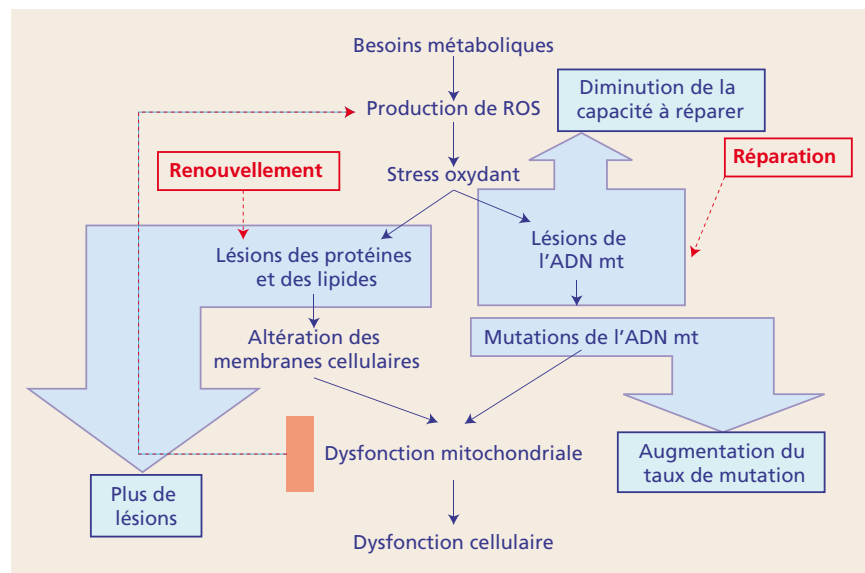 Besoins métaboliques
Diminution de la
capacité à réparer
Production de ROS
Renouvellement
Réparation
Stress oxydant
Lésions des protéines
et des lipides
Lésions de
l'ADN mt
Altération des
membranes cellulaires
Mutations de l'ADN mt
Dysfonction mitochondriale
Augmentation du
taux de mutation
Plus de
lésions
Dysfonction cellulaire